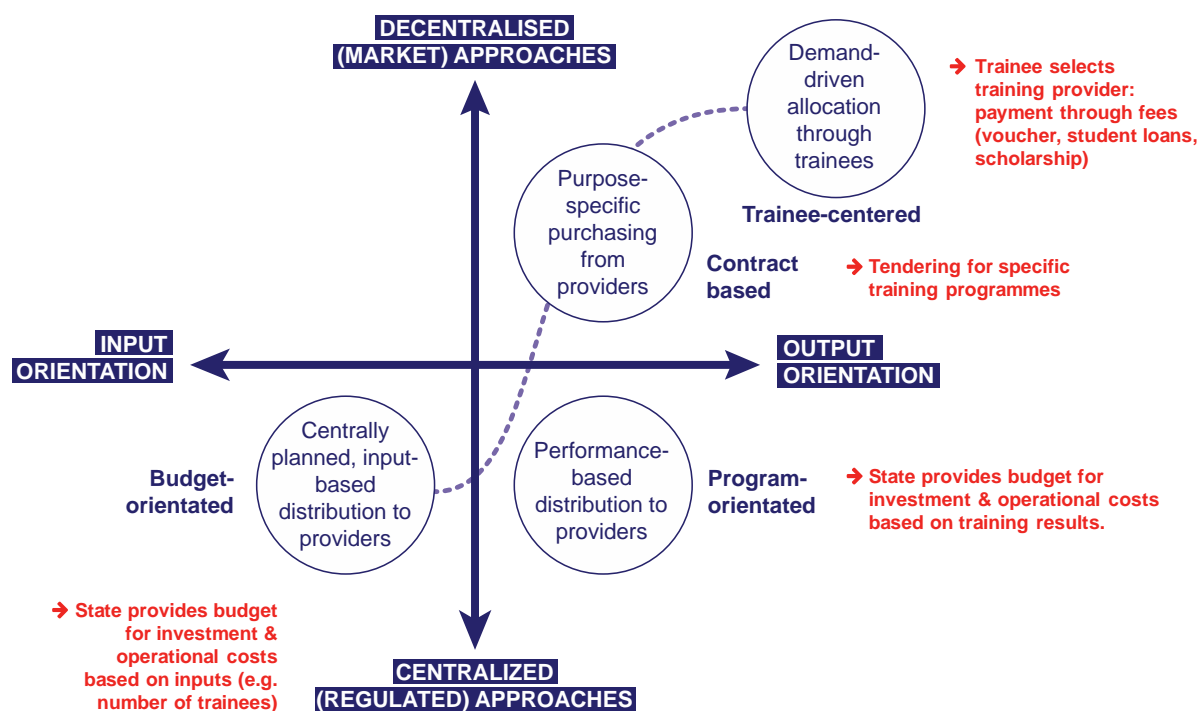 DECENTRALISED
(MARKET) APPROACHES
Demand-
driven
allocation
through
trainees
➔ Trainee selects
training provider:
payment through fees
(voucher, student loans,
scholarship)
Trainee-centered
Purpose-
specific
purchasing
from
providers
Contract
based
➔ Tendering for specific
training programmes
INPUT
ORIENTATION
OUTPUT
ORIENTATION
Budget-
orientated
Centrally
planned, input-
based
distribution to
providers
Performance-
based
distribution to
providers
Program-
orientated
➔ State provides budget for
investment & operational costs
based on training results.
➔ State provides budget
for investment &
operational costs
based on inputs (e.g.
number of trainees)
CENTRALIZED
(REGULATED) APPROACHES